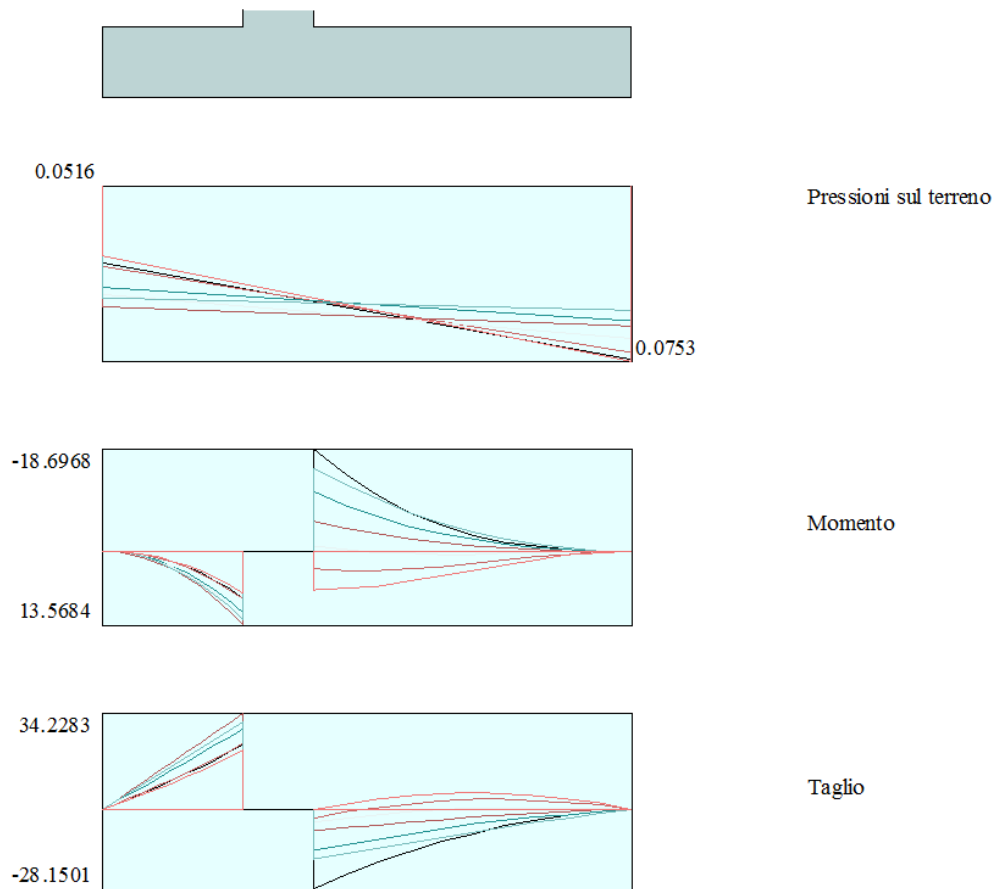 0.0516
Pressioni sul terreno
0.0753
-18.6968
Momento
13.5684
34.2283
Taglio
-28.1501